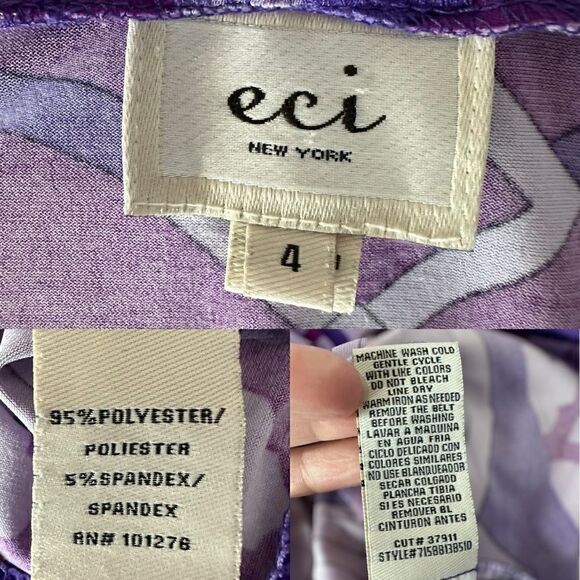 eci
NEW YORK
4
95%POLYESTER/
POLIESTER
5%SPANDEX/
SPANDEX
RN# 101276
MACHINE WASH COLD
GENTLE CYCLE
WITH LIKE COLORS
DO NOT BLEACH
LINE DRY
WARM IRON AS NEEDED
REMOVE THE BELT
BEFORE WASHING
LAVAR A MAQUINA
EN AGUA FRIA
CICLO DELICADO CON
COLORES SIMILARES
NO USE BLANQUEADOR
SECAR COLGADO
PLANCHA TIBIA
SI ES NECESARIO
REMOVER BL
CINTURON ANTES
CUT# 37911
STYLE#7158B138510